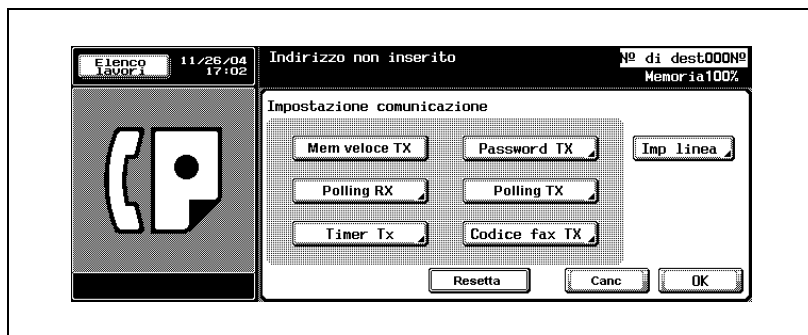 Elenco lavori
11/26/04
17:02
Indirizzo non inserito
Nº di dest000Nº
Memoria100%
Impostazione comunicazione
Mem veloce TX
Password TX
Imp linea
Polling RX
Polling TX
Timer Tx
Codice fax TX
Resetta
Canc
OK